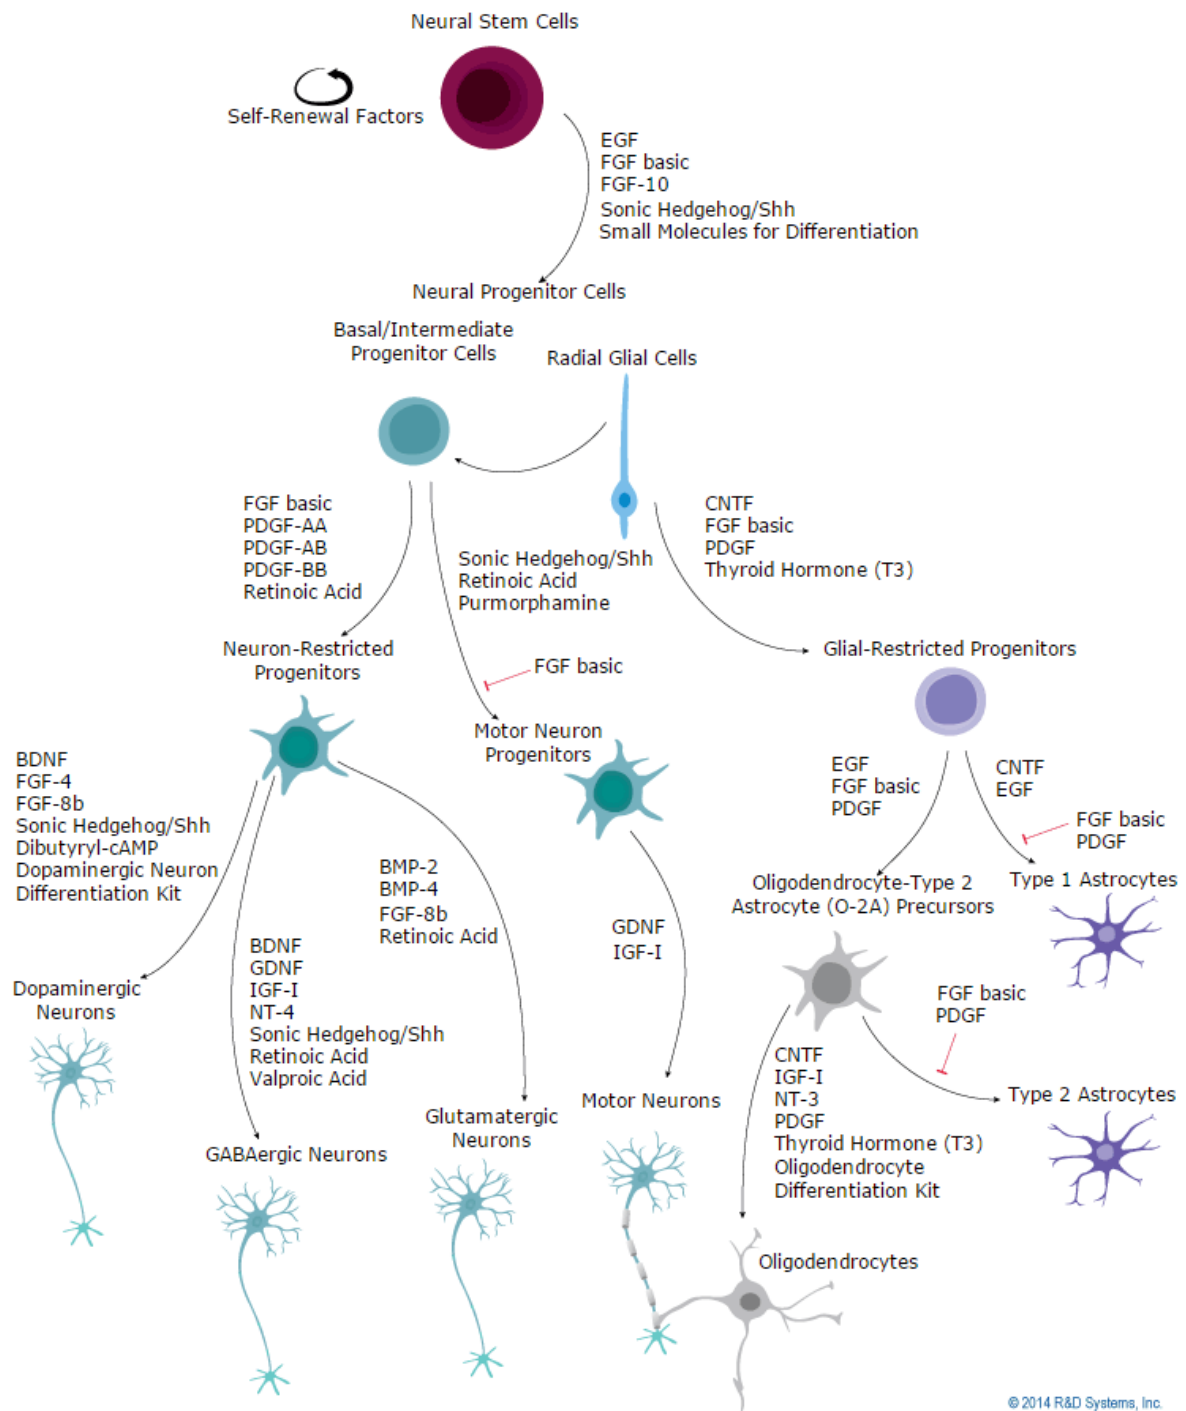 Neural Stem Cells
Self-Renewal Factors
EGF
FGF basic
FGF-10
Sonic Hedgehog/Shh
Small Molecules for Differentiation
Neural Progenitor Cells
Basal/Intermediate
Progenitor Cells
Radial Glial Cells
FGF basic
PDGF-AA
PDGF-AB
PDGF-BB
Retinoic Acid
Sonic Hedgehog/Shh
Retinoic Acid
Purmorphamine
CNTF
FGF basic
PDGF
Thyroid Hormone (T3)
Neuron-Restricted
Progenitors
FGF basic
Motor Neuron
Progenitors
Glial-Restricted Progenitors
BDNF
FGF-4
FGF-8b
Sonic Hedgehog/Shh
Dibutyryl-cAMP
Dopaminergic Neuron
Differentiation Kit
BDNF
GDNF
IGF-I
NT-4
Sonic Hedgehog/Shh
Retinoic Acid
Valproic Acid
BMP-2
BMP-4
FGF-8b
Retinoic Acid
GDNF
IGF-I
EGF
FGF basic
PDGF
CNTF
EGF
FGF basic
PDGF
Oligodendrocyte-Type 2
Astrocyte (O-2A) Precursors
Type 1 Astrocytes
FGF basic
PDGF
CNTF
IGF-I
NT-3
PDGF
Thyroid Hormone (T3)
Oligodendrocyte
Differentiation Kit
Type 2 Astrocytes
Dopaminergic
Neurons
GABAergic Neurons
Glutamatergic
Neurons
Motor Neurons
Oligodendrocytes
© 2014 R&D Systems, Inc.